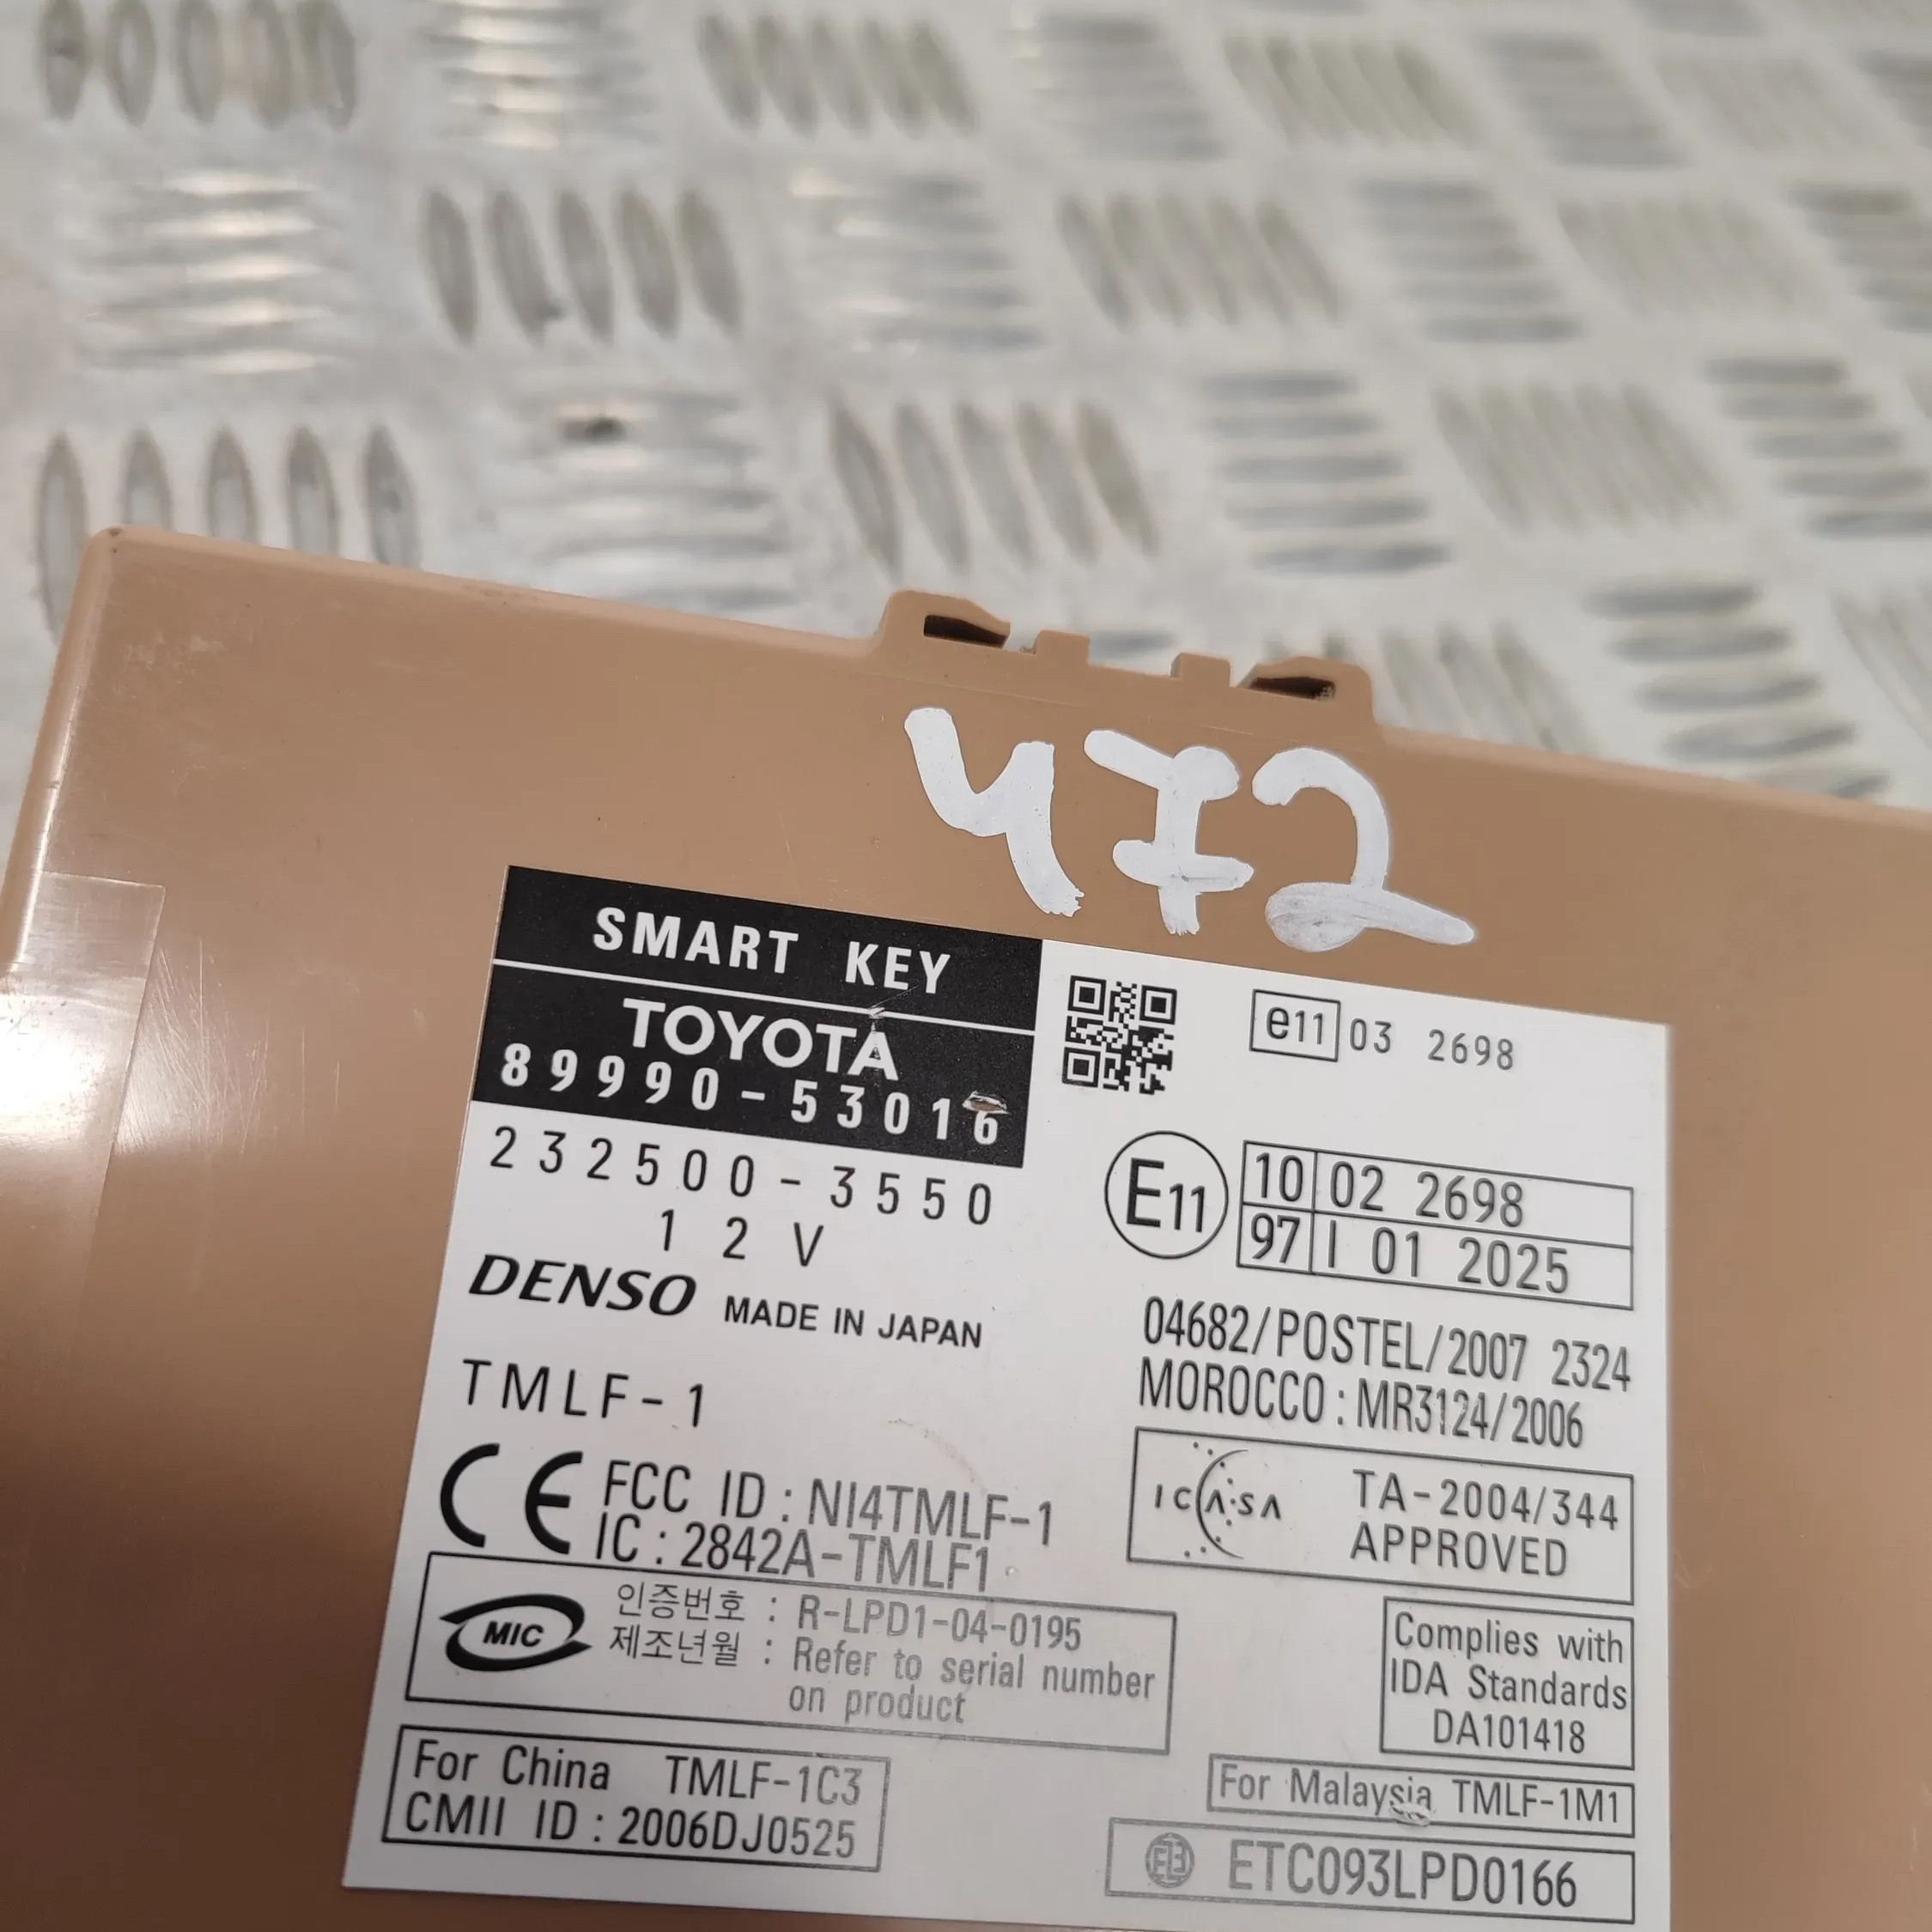 472
SMART KEY
TOYOTA
89990-53016
232500-3550
12V
DENSO MADE IN JAPAN
TMLF-1
CE FCC ID : NI4TMLF-1
IC : 2842A-TMLF1
MIC 인증번호 : R-LPD1-04-0195
제조년월 : Refer to serial number
on product
For China TMLF-1C3
CMII ID : 2006DJ0525
e11 03 2698
E11 10 02 2698
97 I 01 2025
04682/POSTEL/2007 2324
MOROCCO : MR3124/2006
ICASA TA-2004/344
APPROVED
Complies with
IDA Standards
DA101418
For Malaysia TMLF-1M1
ETC093LPD0166